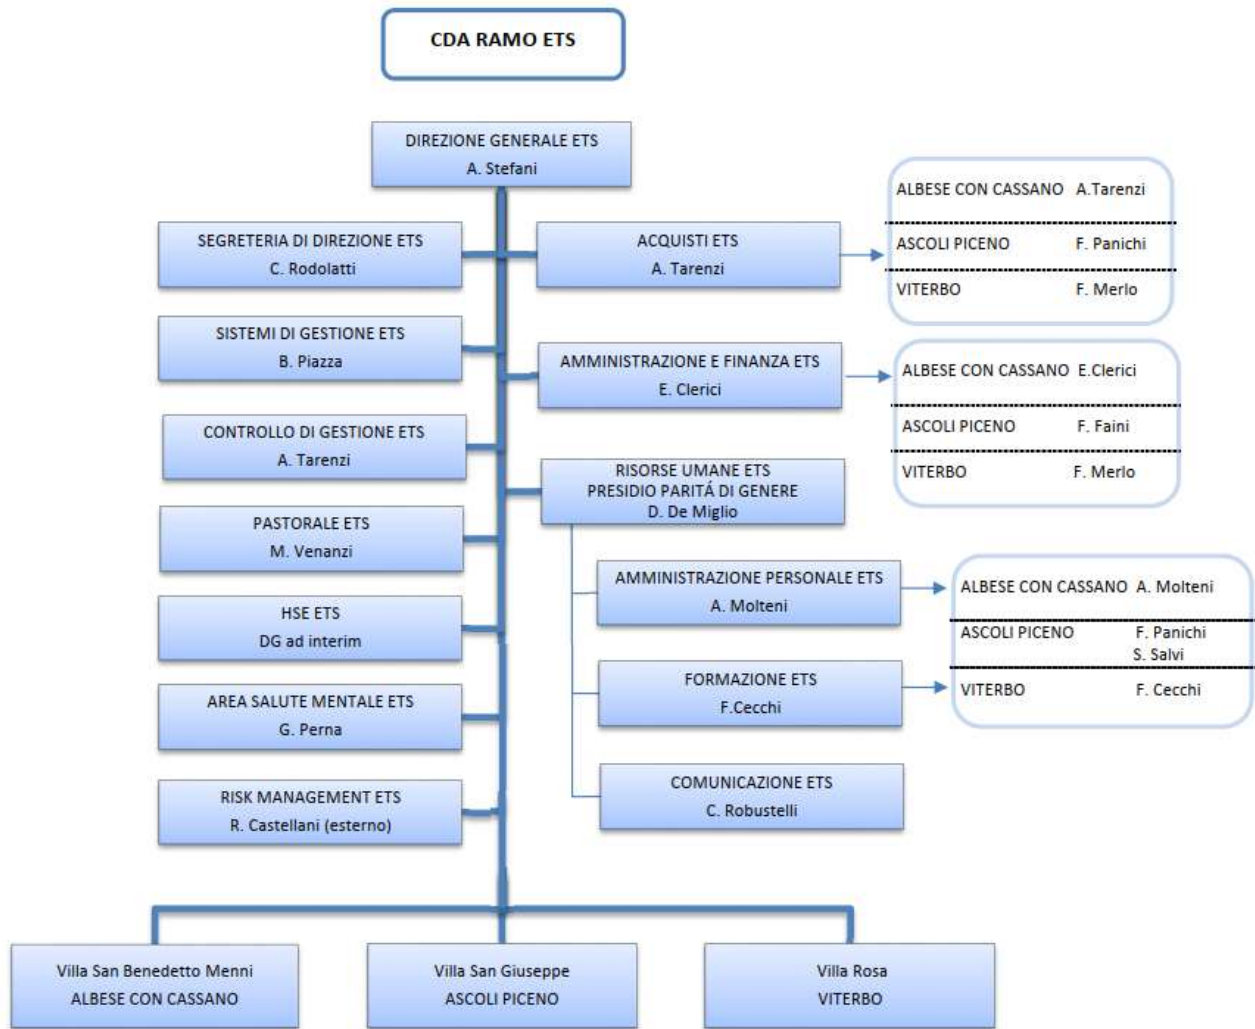 CDA RAMO ETS
DIREZIONE GENERALE ETS
A. Stefani
SEGRETERIA DI DIREZIONE ETS
C. Rodolatti
ACQUISTI ETS
A. Tarenzi
ALBESE CON CASSANO A.Tarenzi
ASCOLI PICENO F. Panichi
VITERBO F. Merlo
SISTEMI DI GESTIONE ETS
B. Piazza
AMMINISTRAZIONE E FINANZA ETS
E. Clerici
ALBESE CON CASSANO E.Clerici
ASCOLI PICENO F. Faini
VITERBO F. Merlo
CONTROLLO DI GESTIONE ETS
A. Tarenzi
RISORSE UMANE ETS
PRESIDIO PARITÁ DI GENERE
D. De Miglio
PASTORALE ETS
M. Venanzi
AMMINISTRAZIONE PERSONALE ETS
A. Molteni
ALBESE CON CASSANO A. Molteni
ASCOLI PICENO F. Panichi
S. Salvi
VITERBO F. Cecchi
HSE ETS
DG ad interim
FORMAZIONE ETS
F.Cecchi
AREA SALUTE MENTALE ETS
G. Perna
COMUNICAZIONE ETS
C. Robustelli
RISK MANAGEMENT ETS
R. Castellani (esterno)
Villa San Benedetto Menni
ALBESE CON CASSANO
Villa San Giuseppe
ASCOLI PICENO
Villa Rosa
VITERBO